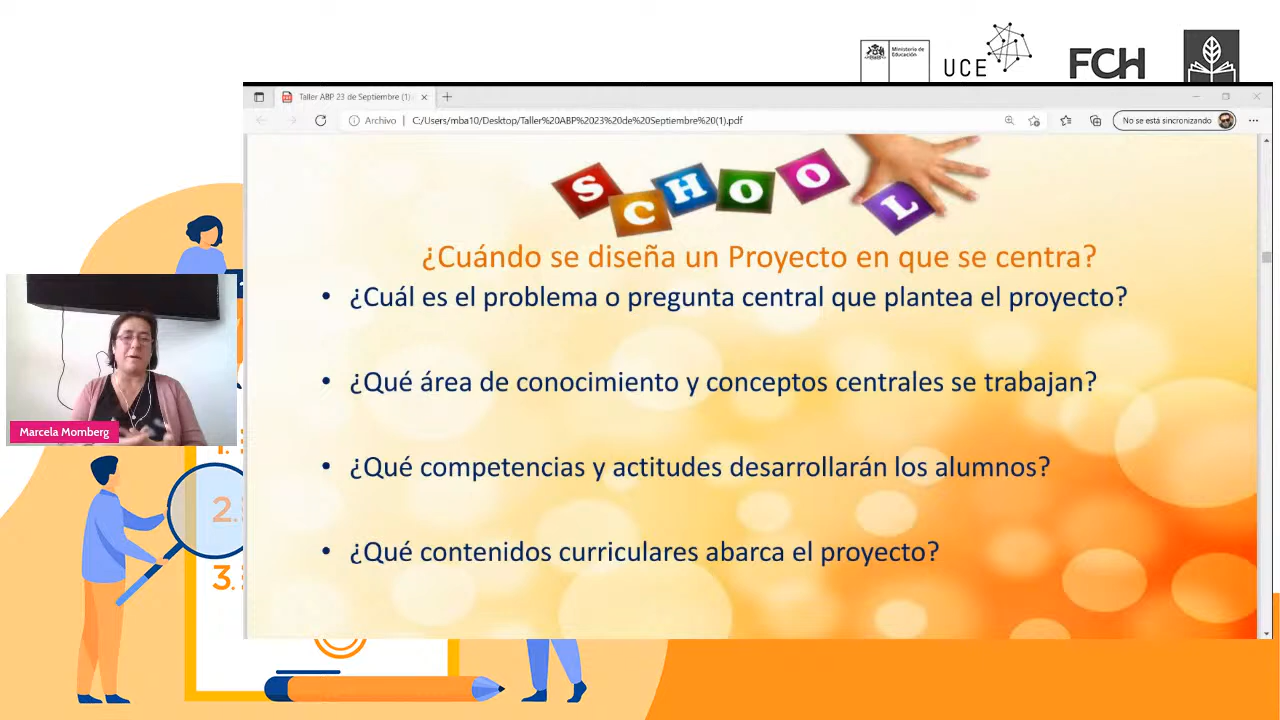 Ministerio de
Educación
UCE
FCH
Taller ABP 23 de Septiembre (1)
Archivo | C:/Users/mba10/Desktop/Taller%20ABP%2023%20de%20Septiembre%20(1).pdf
No se está sincronizando
SCHOOL
¿Cuándo se diseña un Proyecto en que se centra?
• ¿Cuál es el problema o pregunta central que plantea el proyecto?
• ¿Qué área de conocimiento y conceptos centrales se trabajan?
• ¿Qué competencias y actitudes desarrollarán los alumnos?
• ¿Qué contenidos curriculares abarca el proyecto?
Marcela Momberg
1.
2.
3.